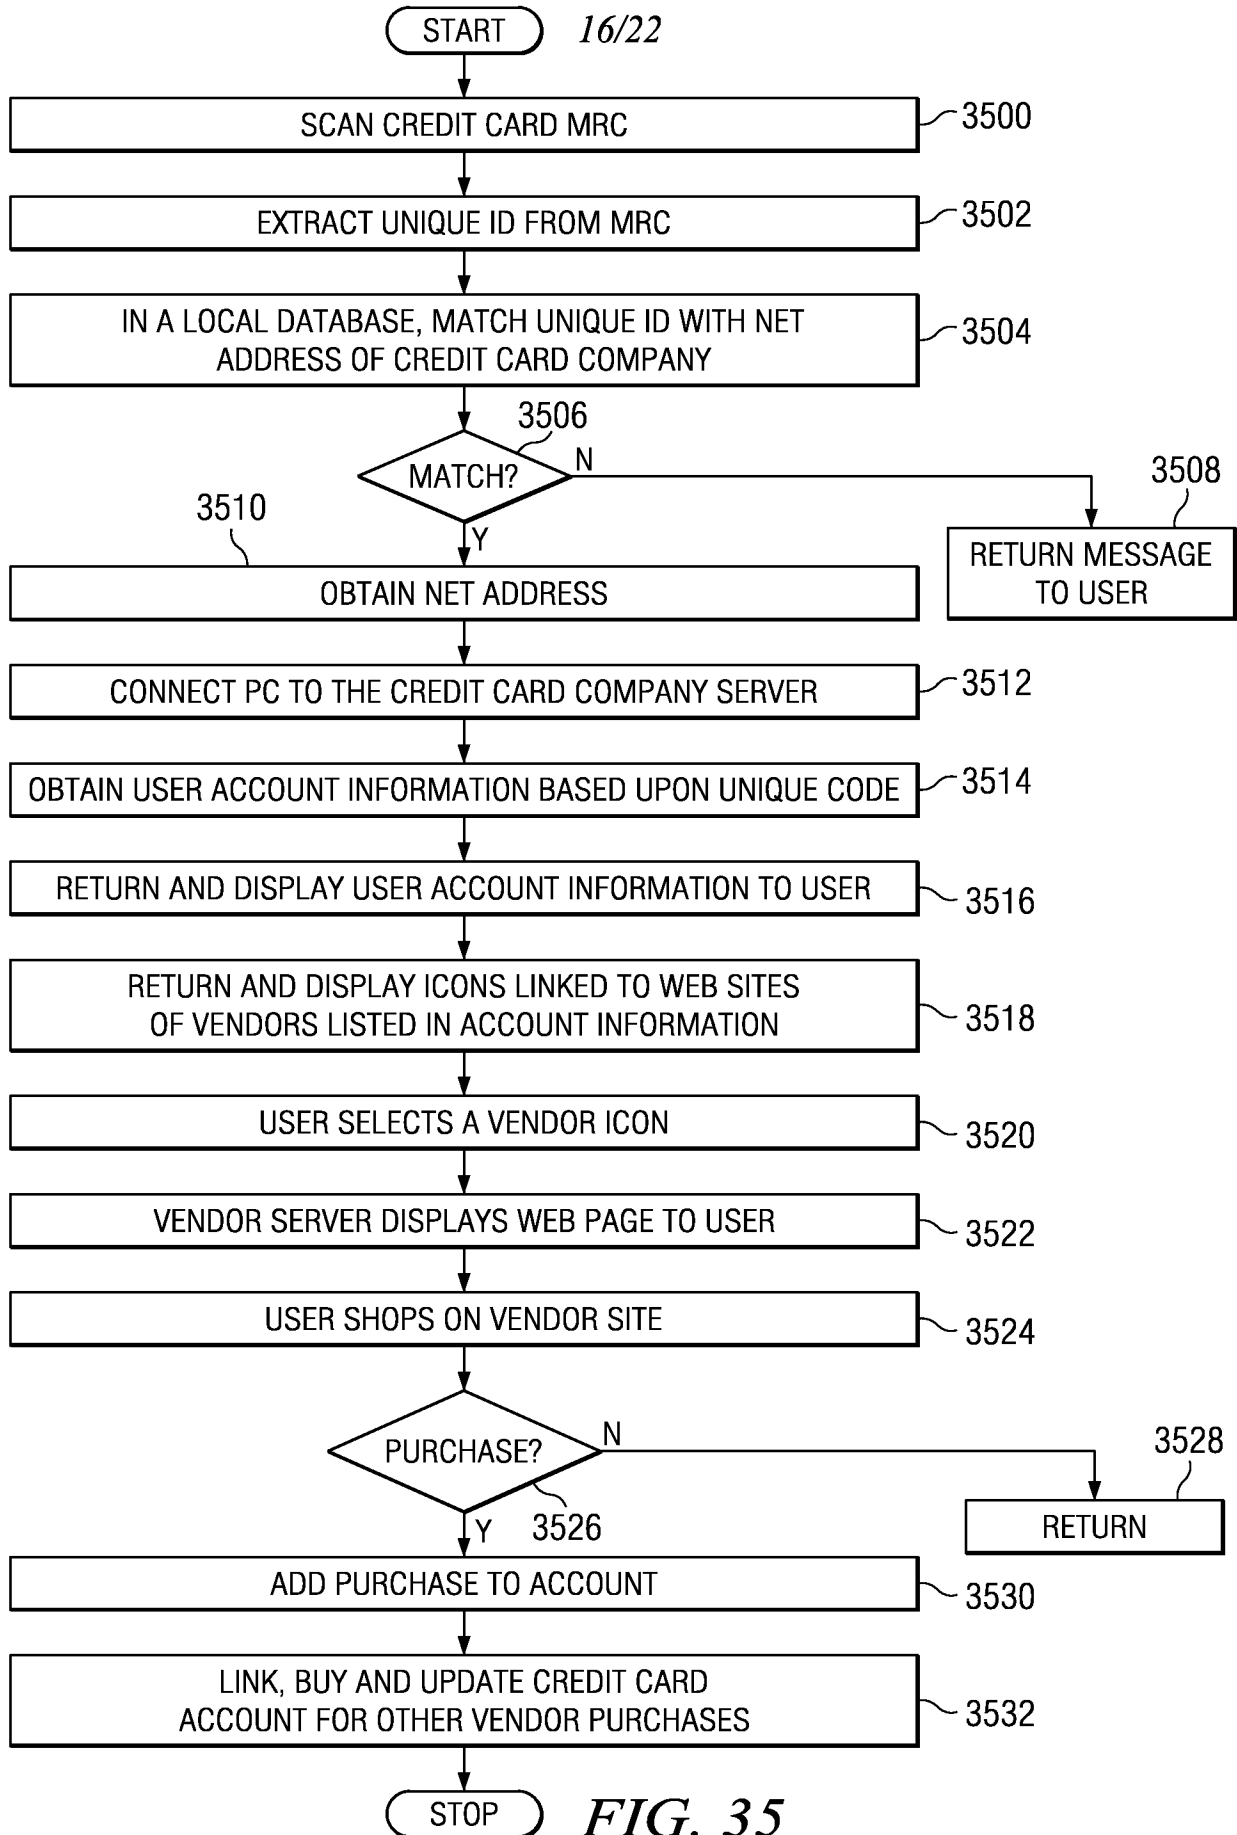 START 16/22
SCAN CREDIT CARD MRC
3500
EXTRACT UNIQUE ID FROM MRC
3502
IN A LOCAL DATABASE, MATCH UNIQUE ID WITH NET
ADDRESS OF CREDIT CARD COMPANY
3504
3506
MATCH?
N
Y
3508
RETURN MESSAGE
TO USER
3510
OBTAIN NET ADDRESS
CONNECT PC TO THE CREDIT CARD COMPANY SERVER
3512
OBTAIN USER ACCOUNT INFORMATION BASED UPON UNIQUE CODE
3514
RETURN AND DISPLAY USER ACCOUNT INFORMATION TO USER
3516
RETURN AND DISPLAY ICONS LINKED TO WEB SITES
OF VENDORS LISTED IN ACCOUNT INFORMATION
3518
USER SELECTS A VENDOR ICON
3520
VENDOR SERVER DISPLAYS WEB PAGE TO USER
3522
USER SHOPS ON VENDOR SITE
3524
PURCHASE?
N
3526
Y
3528
RETURN
ADD PURCHASE TO ACCOUNT
3530
LINK, BUY AND UPDATE CREDIT CARD
ACCOUNT FOR OTHER VENDOR PURCHASES
3532
STOP
FIG. 35